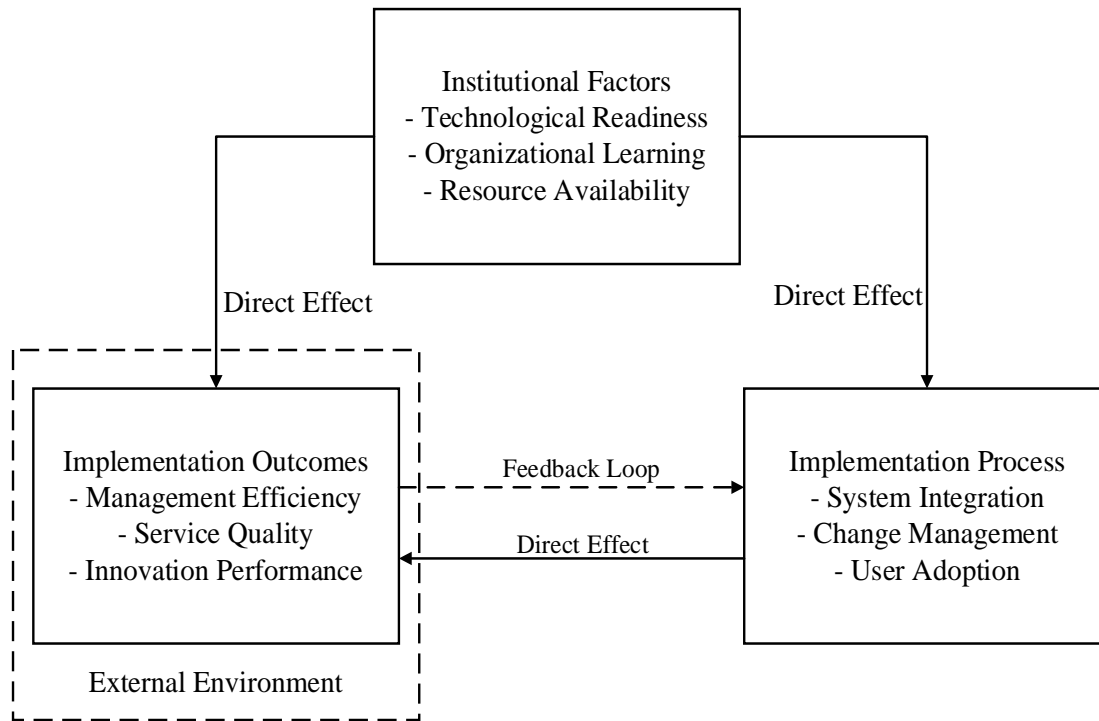 Institutional Factors
- Technological Readiness
- Organizational Learning
- Resource Availability
Direct Effect
Direct Effect
Implementation Outcomes
- Management Efficiency
- Service Quality
- Innovation Performance
External Environment
Feedback Loop
Direct Effect
Implementation Process
- System Integration
- Change Management
- User Adoption